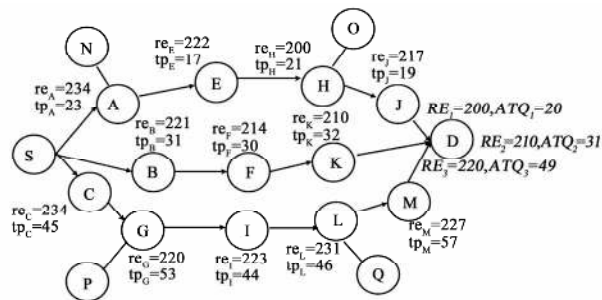 O
N
re_E=222
tp_E=17
re_H=200
tp_H=21
re_J=217
tp_J=19
E
H
re_A=234
tp_A=23
A
J
RE_1=200,ATQ_1=20
re_B=221
tp_B=31
re_F=214
tp_F=30
re_K=210
tp_K=32
D
RE_2=210,ATQ_2=31
S
B
F
K
RE_3=220,ATQ_3=49
C
M
re_C=234
tp_C=45
G
I
L
re_M=227
tp_M=57
P
re_G=220
tp_G=53
re_I=223
tp_I=44
re_L=231
tp_L=46
Q